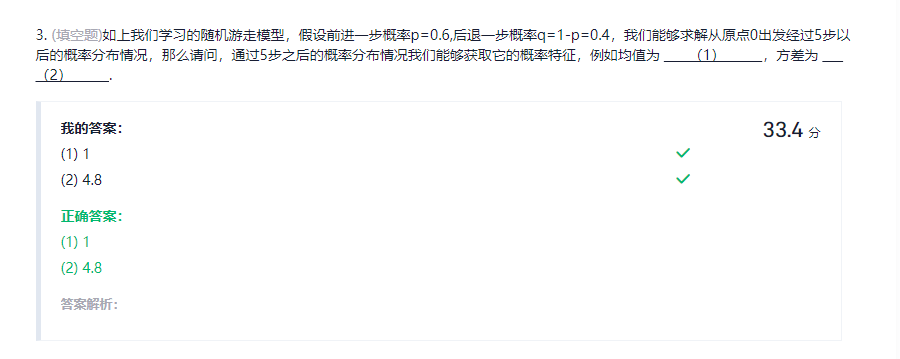 3. (填空题)如上我们学习的随机游走模型，假设前进一步概率p=0.6,后退一步概率q=1-p=0.4，我们能够求解从原点0出发经过5步以
后的概率分布情况，那么请问，通过5步之后的概率分布情况我们能够获取它的概率特征，例如均值为 ____(1)_____，方差为 ___
_(2)_____.
我的答案：
33.4 分
(1) 1
(2) 4.8
正确答案：
(1) 1
(2) 4.8
答案解析：